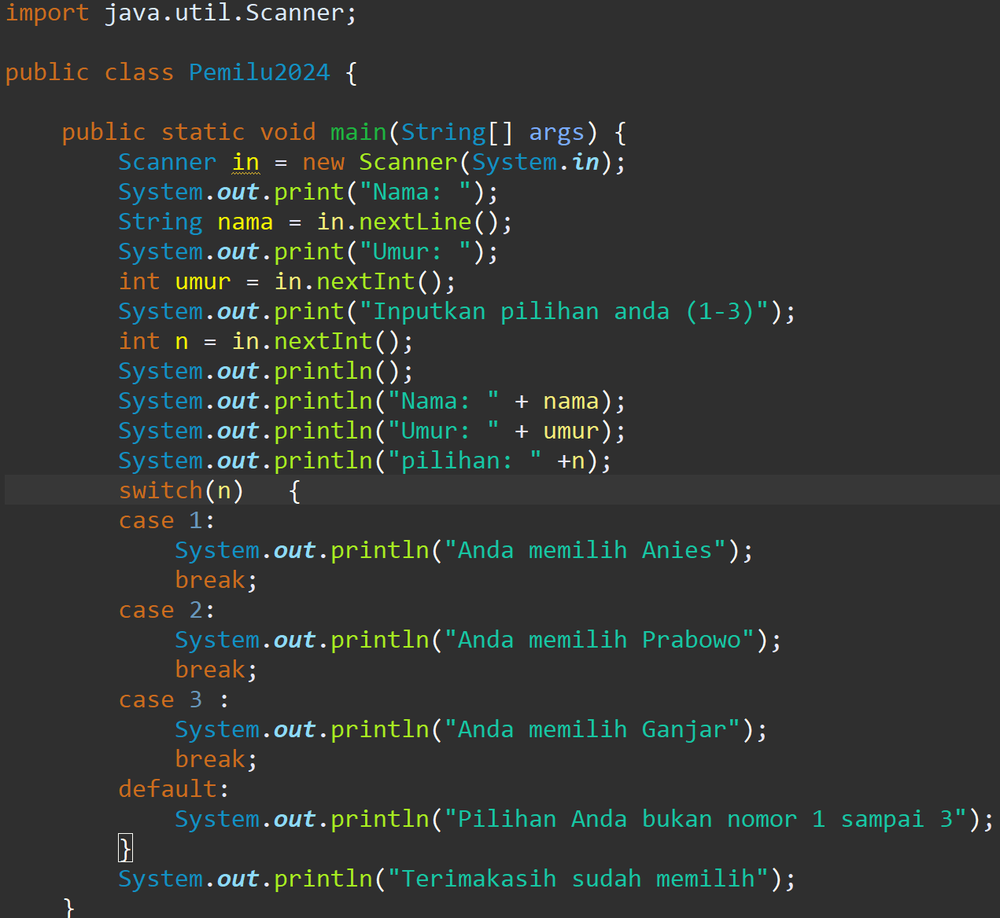 import java.util.Scanner;
public class Pemilu2024 {
public static void main(String[] args) {
Scanner in = new Scanner(System.in);
System.out.print("Nama: ");
String nama = in.nextLine();
System.out.print("Umur: ");
int umur = in.nextInt();
System.out.print("Inputkan pilihan anda (1-3)");
int n = in.nextInt();
System.out.println();
System.out.println("Nama: " + nama);
System.out.println("Umur: " + umur);
System.out.println("pilihan: " +n);
switch(n)   {
case 1:
System.out.println("Anda memilih Anies");
break;
case 2:
System.out.println("Anda memilih Prabowo");
break;
case 3 :
System.out.println("Anda memilih Ganjar");
break;
default:
System.out.println("Pilihan Anda bukan nomor 1 sampai 3");
}
System.out.println("Terimakasih sudah memilih");
}